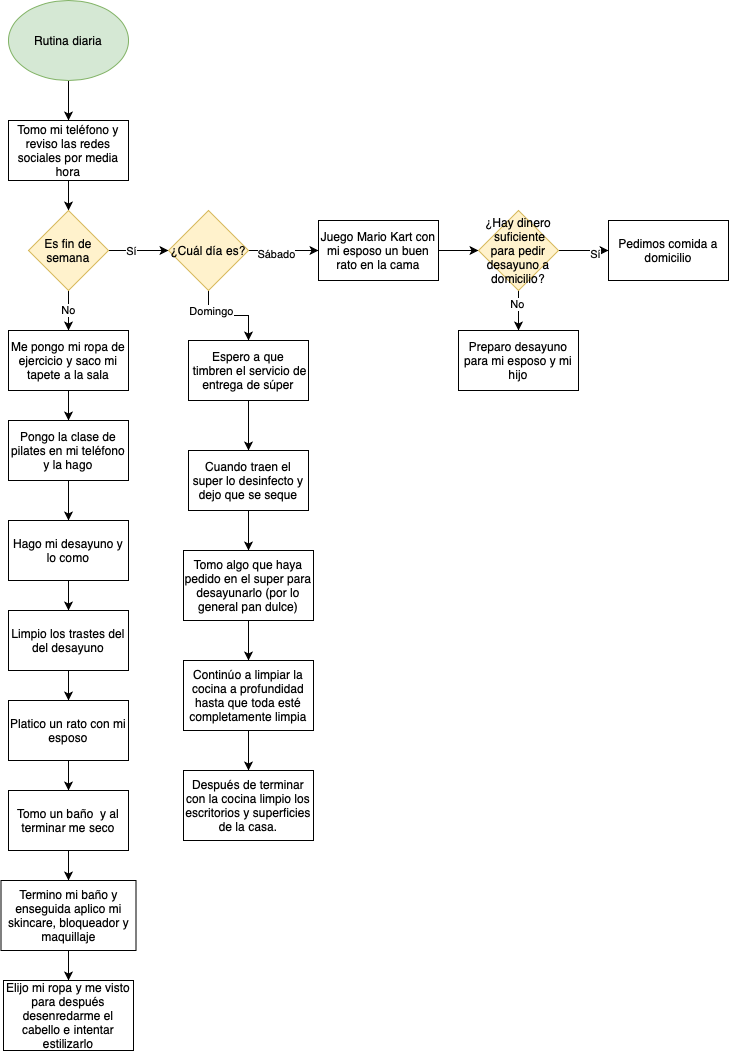 Rutina diaria
Tomo mi teléfono y
reviso las redes
sociales por media
hora
Es fin de
semana
Sí
¿Cuál día es?
Sábado
Juego Mario Kart con
mi esposo un buen
rato en la cama
¿Hay dinero
suficiente
para pedir
desayuno a
domicilio?
Sí
Pedimos comida a
domicilio
No
Preparo desayuno
para mi esposo y mi
hijo
Domingo
Espero a que
timbren el servicio de
entrega de súper
Cuando traen el
super lo desinfecto y
dejo que se seque
Tomo algo que haya
pedido en el super para
desayunarlo (por lo
general pan dulce)
Continúo a limpiar la
cocina a profundidad
hasta que toda esté
completamente limpia
Después de terminar
con la cocina limpio los
escritorios y superficies
de la casa.
No
Me pongo mi ropa de
ejercicio y saco mi
tapete a la sala
Pongo la clase de
pilates en mi teléfono
y la hago
Hago mi desayuno y
lo como
Limpio los trastes del
del desayuno
Platico un rato con mi
esposo
Tomo un baño y al
terminar me seco
Termino mi baño y
enseguida aplico mi
skincare, bloqueador y
maquillaje
Elijo mi ropa y me visto
para después
desenredarme el
cabello e intentar
estilizarlo